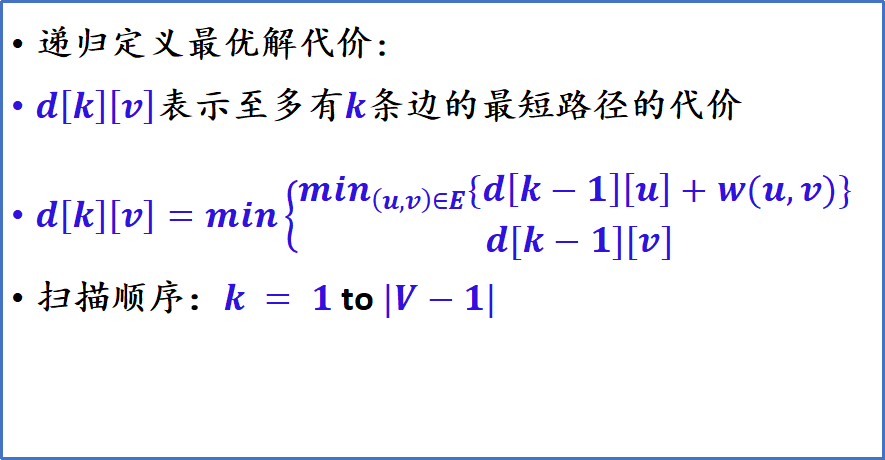 • 递归定义最优解代价：
• d[k][v]表示至多有k条边的最短路径的代价
• d[k][v] = min{min(u,v)∈E{d[k − 1][u] + w(u, v)}
d[k − 1][v]
• 扫描顺序：k = 1 to |V − 1|